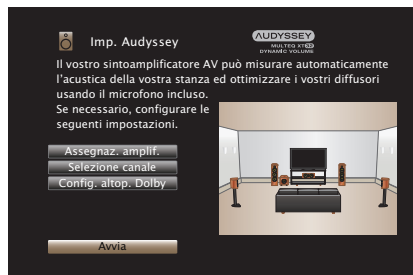 Imp. Audyssey
AUDYSSEY
MULTEQ XT32
DYNAMIC VOLUME
Il vostro sintoamplificatore AV può misurare automaticamente
l'acustica della vostra stanza ed ottimizzare i vostri diffusori
usando il microfono incluso.
Se necessario, configurare le
seguenti impostazioni.
Assegnaz. amplif.
Selezione canale
Config. altop. Dolby
Avvia